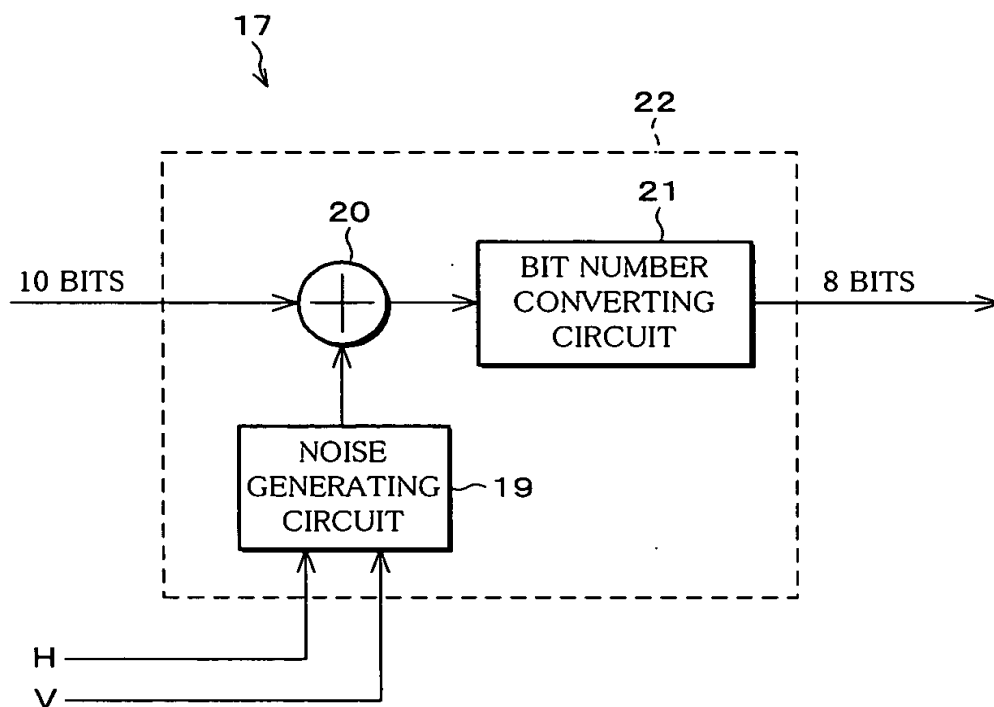 17
22
20
21
10 BITS
BIT NUMBER
CONVERTING
CIRCUIT
8 BITS
NOISE
GENERATING
CIRCUIT
19
H
V